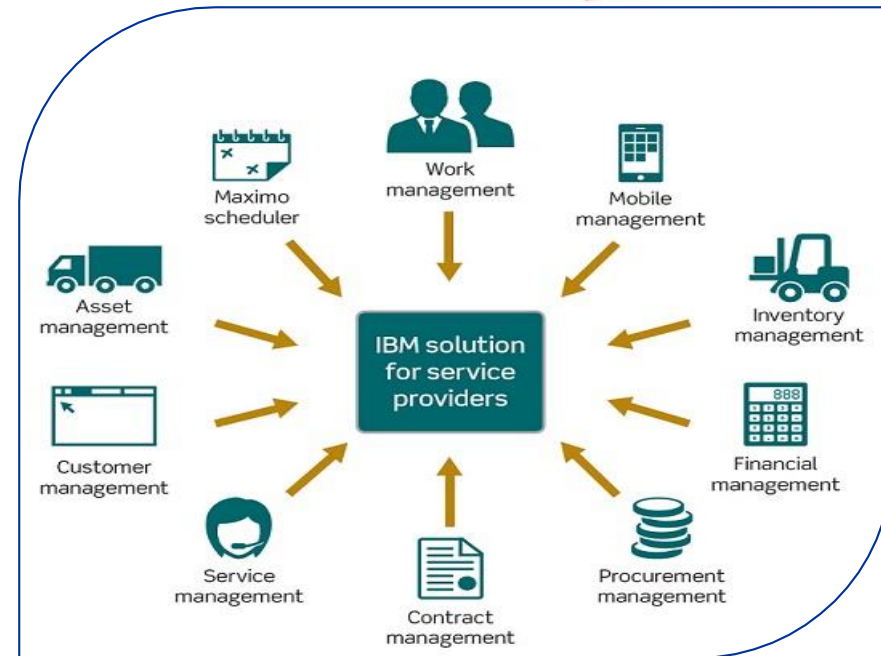 Work
management
Maximo
scheduler
Mobile
management
Asset
management
Inventory
management
IBM solution
for service
providers
888
Customer
management
Financial
management
Service
management
Procurement
management
Contract
management